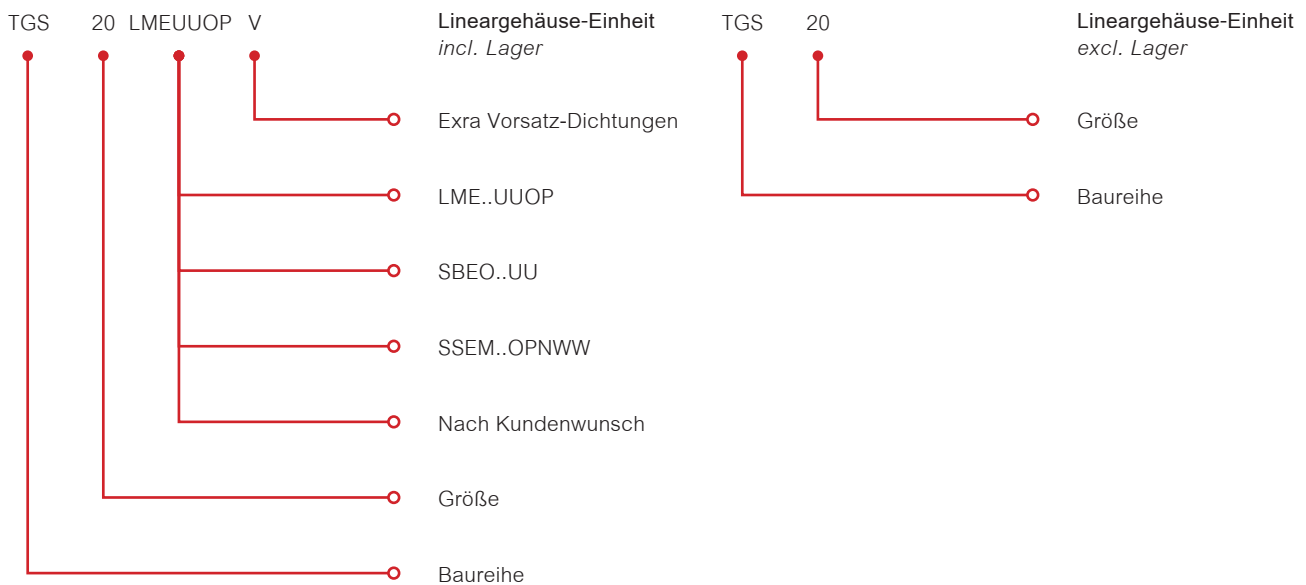 TGS 20 LMEUUOP V
Lineargehäuse-Einheit
incl. Lager
Exra Vorsatz-Dichtungen
LME..UUOP
SBEO..UU
SSEM..OPNWW
Nach Kundenwunsch
Größe
Baureihe
TGS 20
Lineargehäuse-Einheit
excl. Lager
Größe
Baureihe